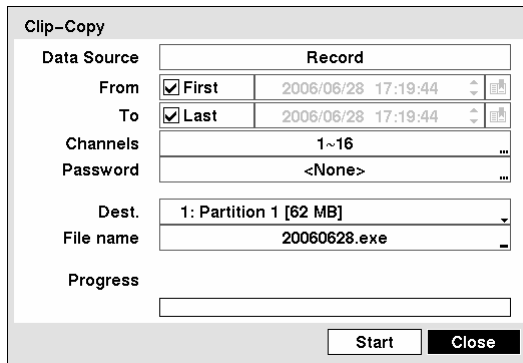 Clip-Copy
Data Source Record
From First 2006/06/28 17:19:44
To Last 2006/06/28 17:19:44
Channels 1~16 ...
Password <None> ...
Dest. 1: Partition 1 [62 MB]
File name 20060628.exe
Progress
Start Close